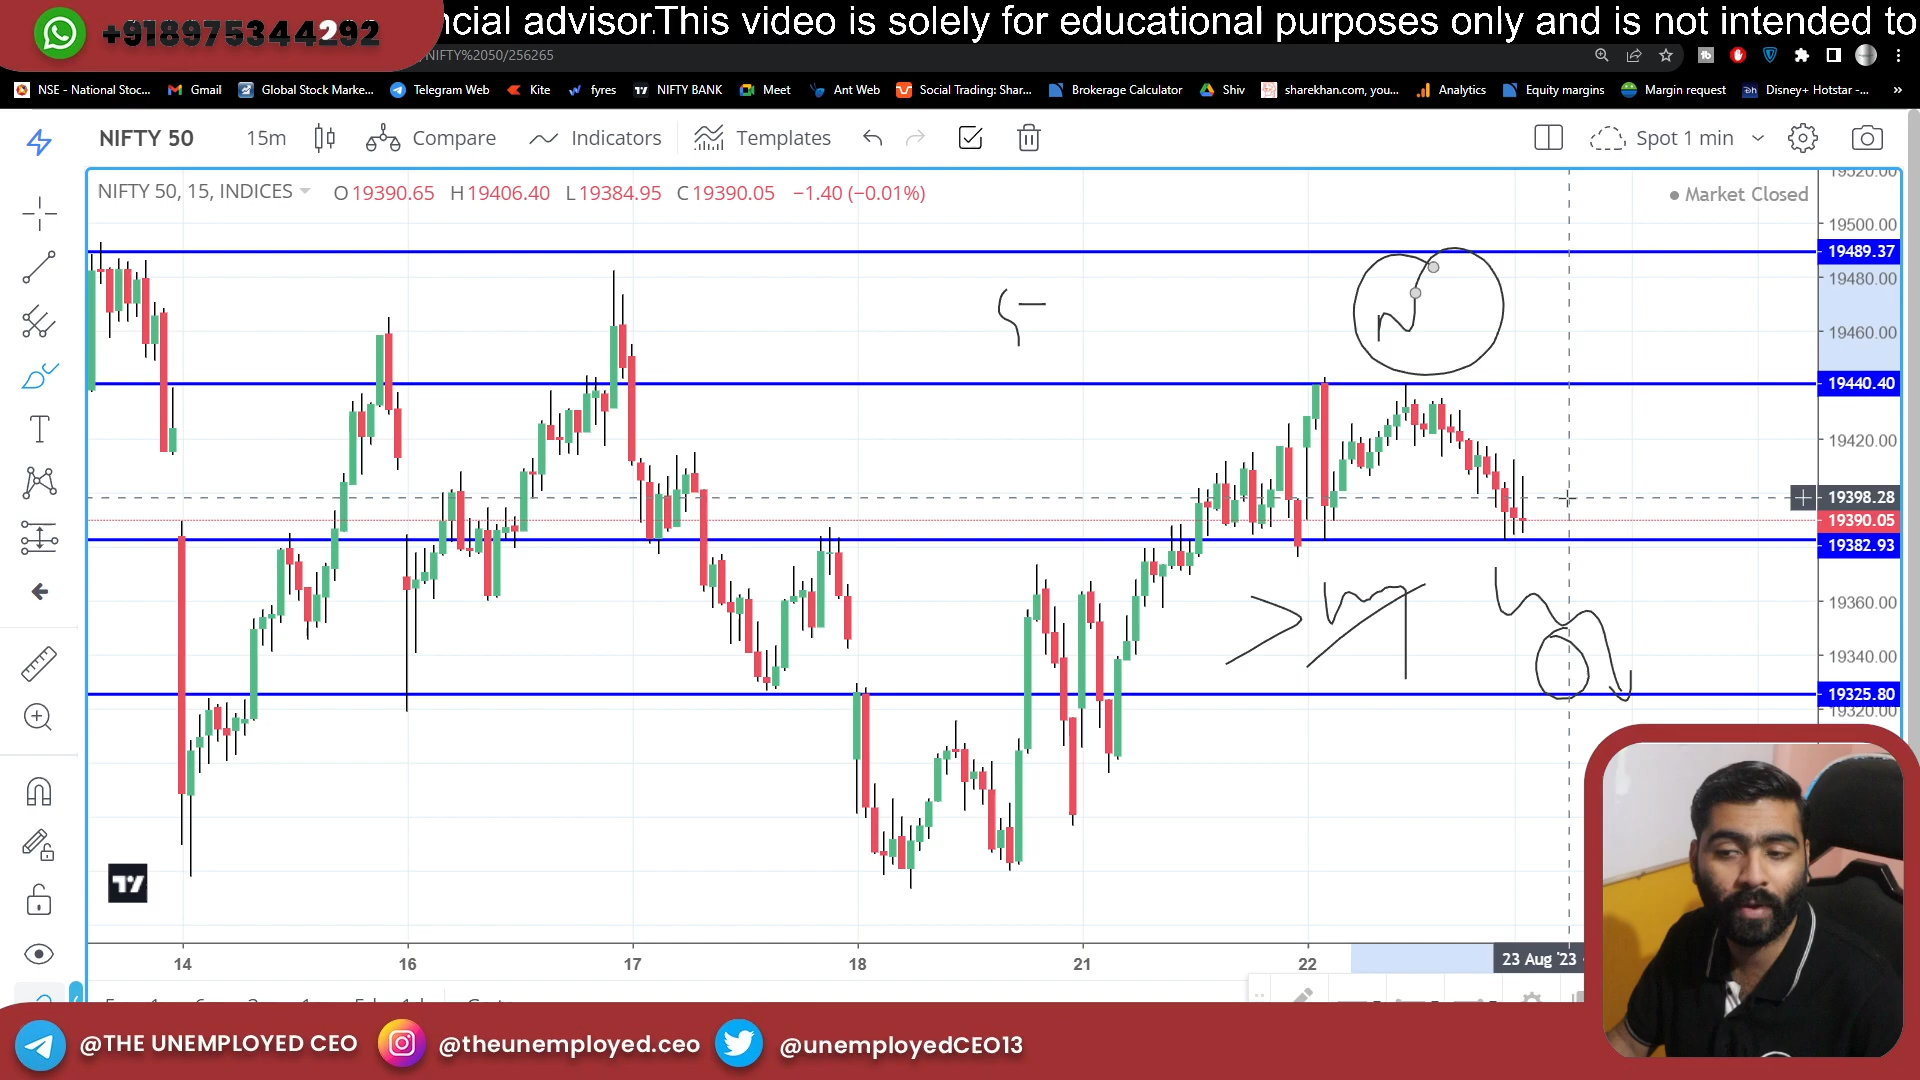 +918975344292
ncial advisor.This video is solely for educational purposes only and is not intended to
/NIFTY%2050/256265
NSE - National Stoc...
Gmail
Global Stock Marke...
Telegram Web
Kite
fyres
NIFTY BANK
Meet
Ant Web
Social Trading: Shar...
Brokerage Calculator
Shiv
sharekhan.com, you...
Analytics
Equity margins
Margin request
Disney+ Hotstar -...
»
NIFTY 50
15m
Compare
Indicators
Templates
Spot 1 min
NIFTY 50, 15, INDICES
O19390.65 H19406.40 L19384.95 C19390.05 −1.40 (−0.01%)
Market Closed
19520.00
19500.00
19489.37
19480.00
19460.00
19440.40
19420.00
19398.28
19390.05
19382.93
19360.00
19340.00
19325.80
19320.00
14
16
17
18
21
22
23 Aug '23
@THE UNEMPLOYED CEO
@theunemployed.ceo
@unemployedCEO13